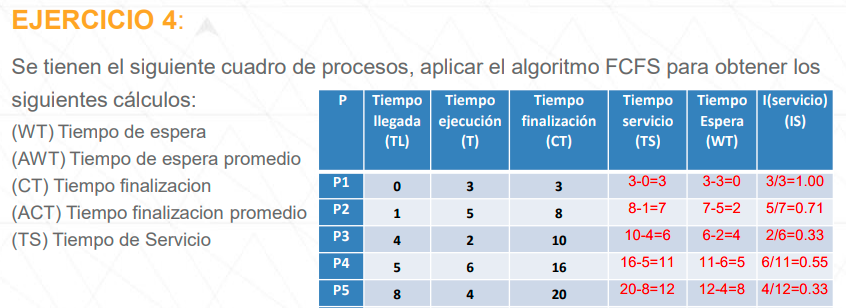 EJERCICIO 4:
Se tienen el siguiente cuadro de procesos, aplicar el algoritmo FCFS para obtener los
siguientes cálculos:
(WT) Tiempo de espera
(AWT) Tiempo de espera promedio
(CT) Tiempo finalizacion
(ACT) Tiempo finalizacion promedio
(TS) Tiempo de Servicio
P Tiempo llegada (TL) Tiempo ejecución (T) Tiempo finalización (CT) Tiempo servicio (TS) Tiempo Espera (WT) I(servicio) (IS)
P1 0 3 3 3-0=3 3-3=0 3/3=1.00
P2 1 5 8 8-1=7 7-5=2 5/7=0.71
P3 4 2 10 10-4=6 6-2=4 2/6=0.33
P4 5 6 16 16-5=11 11-6=5 6/11=0.55
P5 8 4 20 20-8=12 12-4=8 4/12=0.33